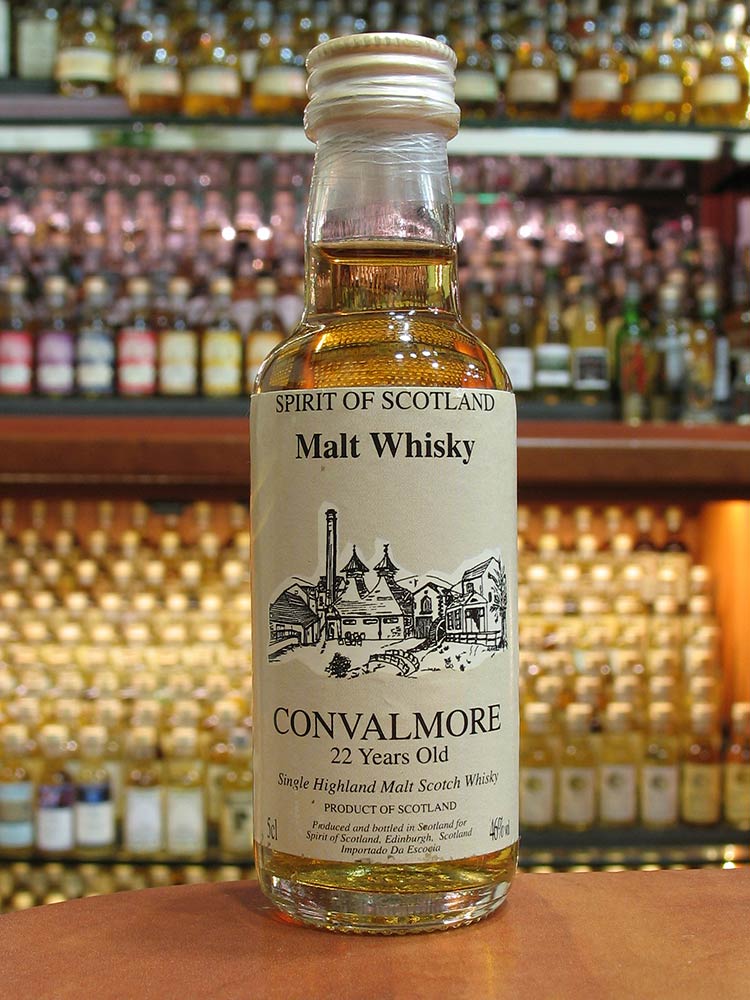 SPIRIT OF SCOTLAND
Malt Whisky
CONVALMORE
22 Years Old
Single Highland Malt Scotch Whisky
PRODUCT OF SCOTLAND
5cl
46%vol
Produced and bottled in Scotland for
Spirit of Scotland, Edinburgh, Scotland
Importado Da Escocia